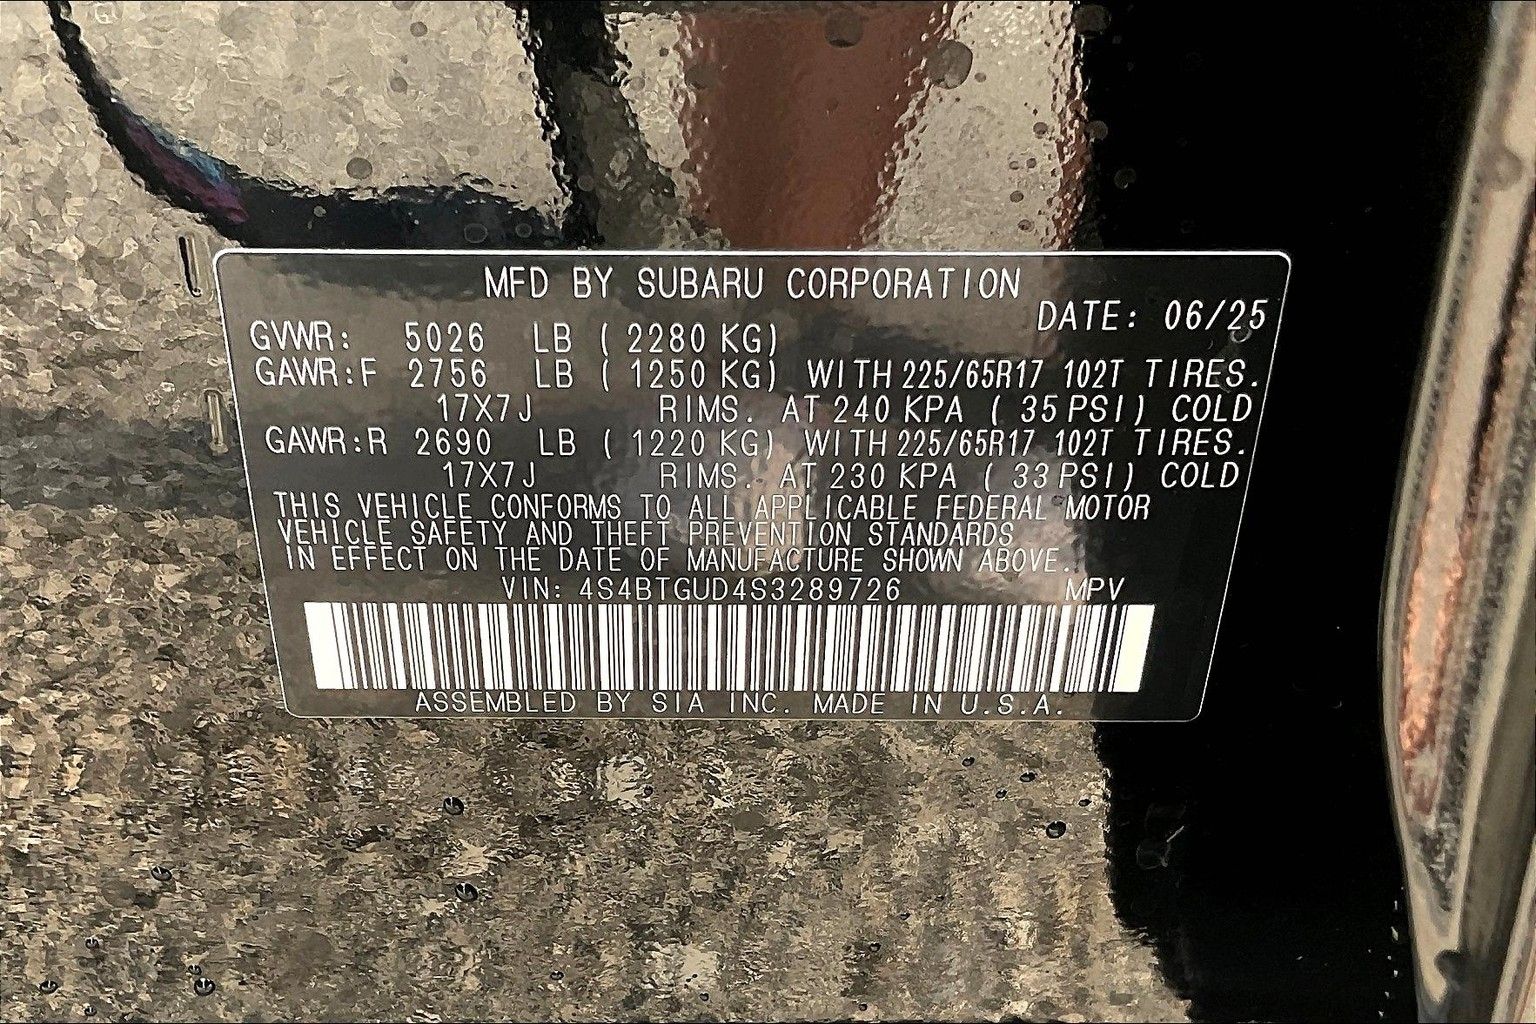 MFD BY SUBARU CORPORATION
DATE: 06/25
GVWR: 5026 LB ( 2280 KG)
GAWR:F 2756 LB ( 1250 KG) WITH 225/65R17 102T TIRES.
17X7J RIMS. AT 240 KPA ( 35 PSI) COLD
GAWR:R 2690 LB ( 1220 KG) WITH 225/65R17 102T TIRES.
17X7J RIMS. AT 230 KPA ( 33 PSI) COLD
THIS VEHICLE CONFORMS TO ALL APPLICABLE FEDERAL MOTOR
VEHICLE SAFETY AND THEFT PREVENTION STANDARDS
IN EFFECT ON THE DATE OF MANUFACTURE SHOWN ABOVE.
VIN: 4S4BTGUD4S3289726 MPV
ASSEMBLED BY SIA INC. MADE IN U.S.A.